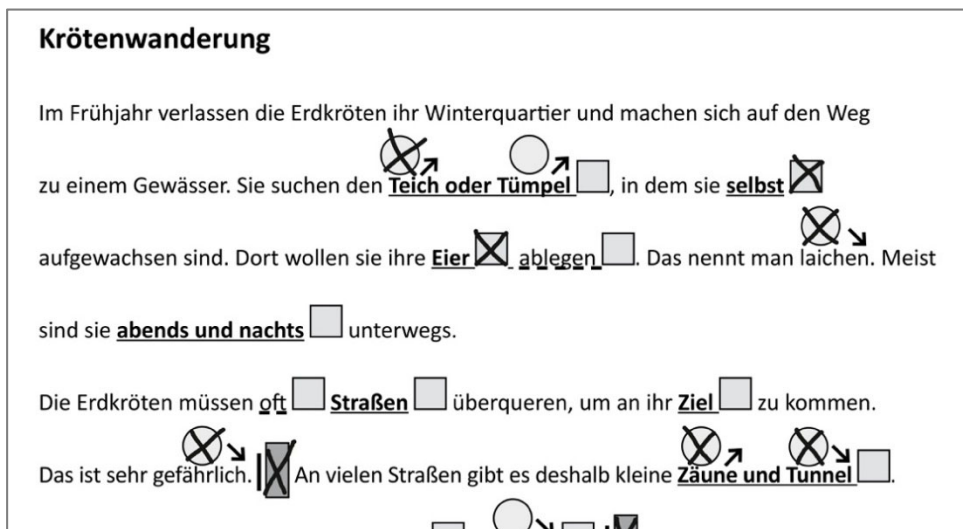 Krötenwanderung
Im Frühjahr verlassen die Erdkröten ihr Winterquartier und machen sich auf den Weg
zu einem Gewässer. Sie suchen den Teich oder Tümpel , in dem sie selbst
aufgewachsen sind. Dort wollen sie ihre Eier ablegen . Das nennt man laichen. Meist
sind sie abends und nachts unterwegs.
Die Erdkröten müssen oft Straßen überqueren, um an ihr Ziel zu kommen.
Das ist sehr gefährlich. An vielen Straßen gibt es deshalb kleine Zäune und Tunnel .